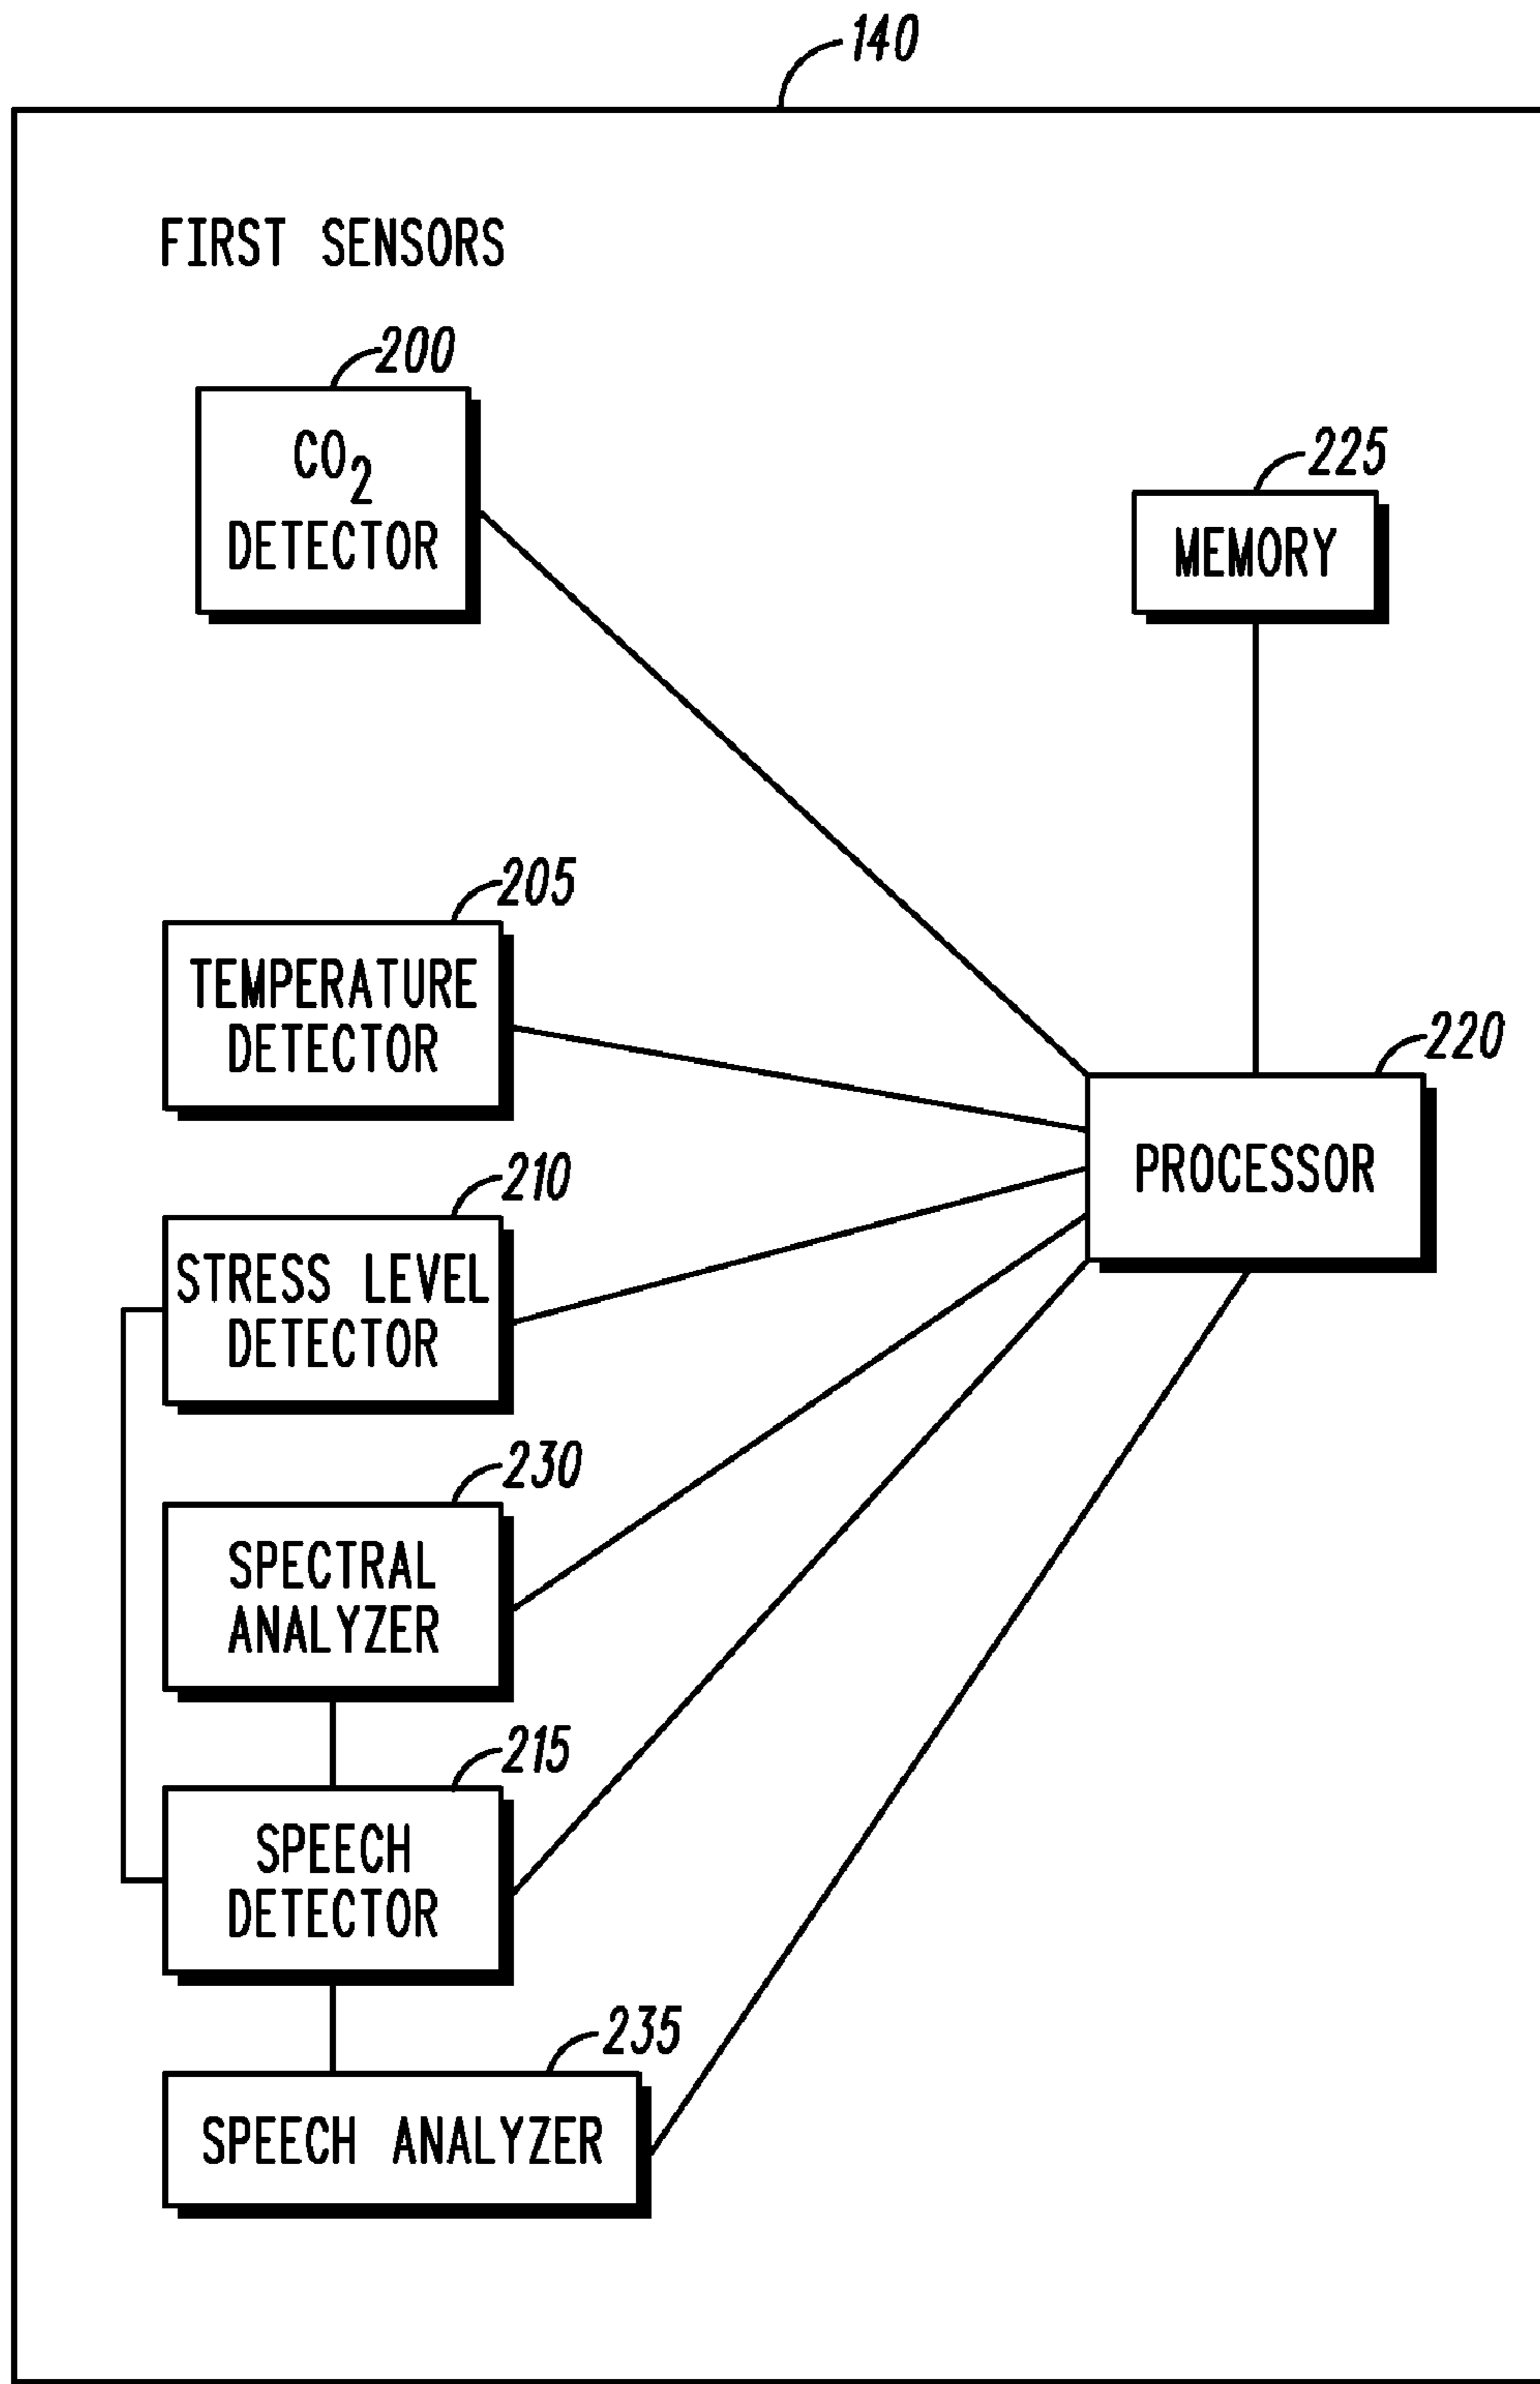 140
FIRST SENSORS
200
CO2
DETECTOR
225
MEMORY
205
TEMPERATURE
DETECTOR
220
PROCESSOR
210
STRESS LEVEL
DETECTOR
230
SPECTRAL
ANALYZER
215
SPEECH
DETECTOR
235
SPEECH ANALYZER